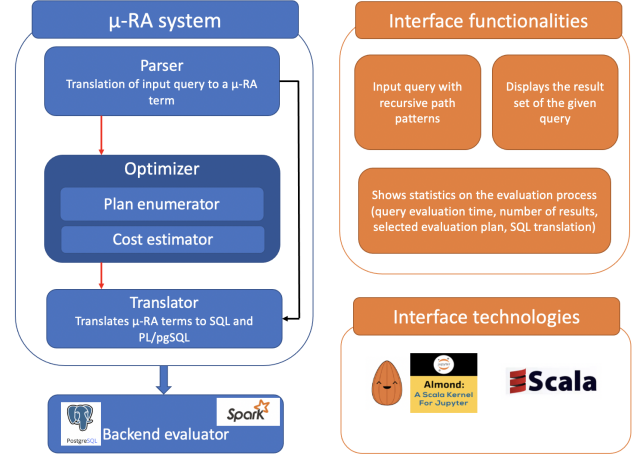 μ-RA system
Parser
Translation of input query to a μ-RA
term
Optimizer
Plan enumerator
Cost estimator
Translator
Translates μ-RA terms to SQL and
PL/pgSQL
PostgreSQL
Spark
Backend evaluator
Interface functionalities
Input query with
recursive path
patterns
Displays the result
set of the given
query
Shows statistics on the evaluation process
(query evaluation time, number of results,
selected evaluation plan, SQL translation)
Interface technologies
Almond:
A Scala Kernel
For Jupyter
Scala